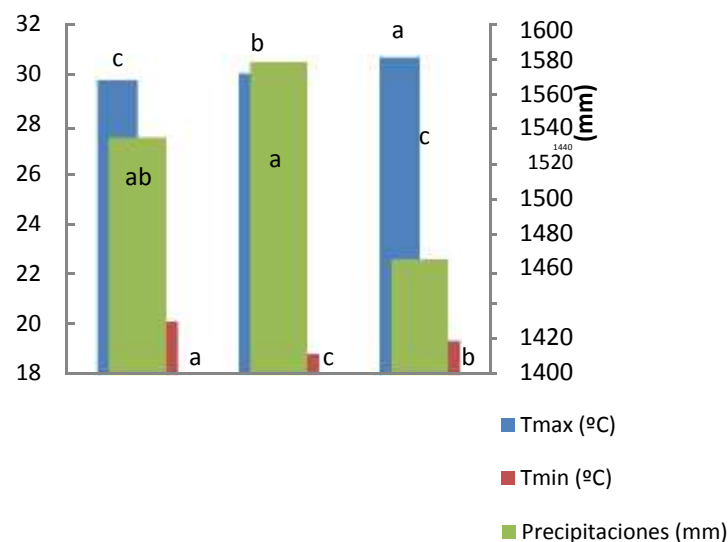 32
30
28
26
24
22
20
18
c
b
a
ab
a
c
a
c
b
1600
1580
1560
1540
1440
1520
1500
1480
1460
1420
1400
(mm)
Tmax (ºC)
Tmin (ºC)
Precipitaciones (mm)